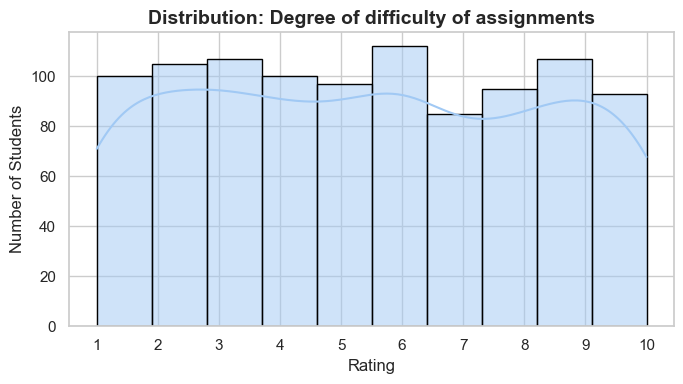 Distribution: Degree of difficulty of assignments
Number of Students
100
80
60
40
20
0
1 2 3 4 5 6 7 8 9 10
Rating